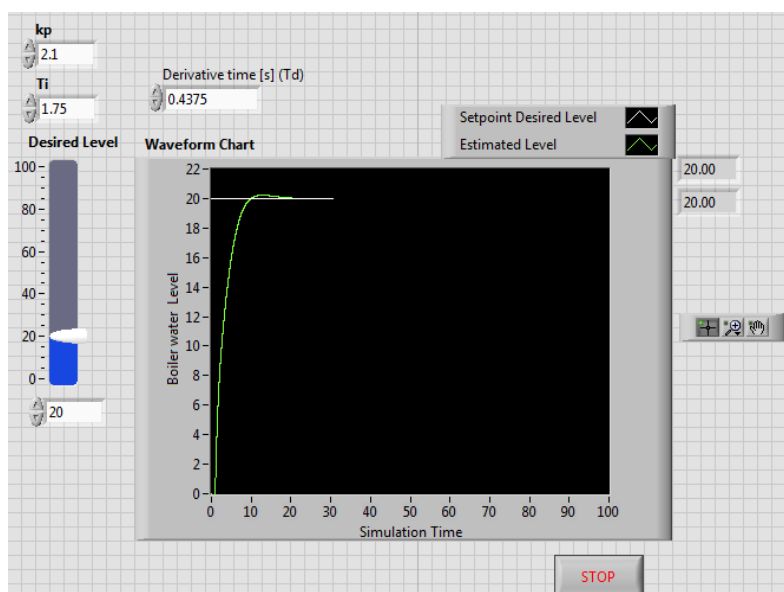 kp
2.1
Ti
1.75
Derivative time [s] (Td)
0.4375
Desired Level
100
80
60
40
20
0
20
Waveform Chart
Setpoint Desired Level
Estimated Level
20.00
20.00
Boiler water Level
22
20
18
16
14
12
10
8
6
4
2
0
0 10 20 30 40 50 60 70 80 90 100
Simulation Time
STOP